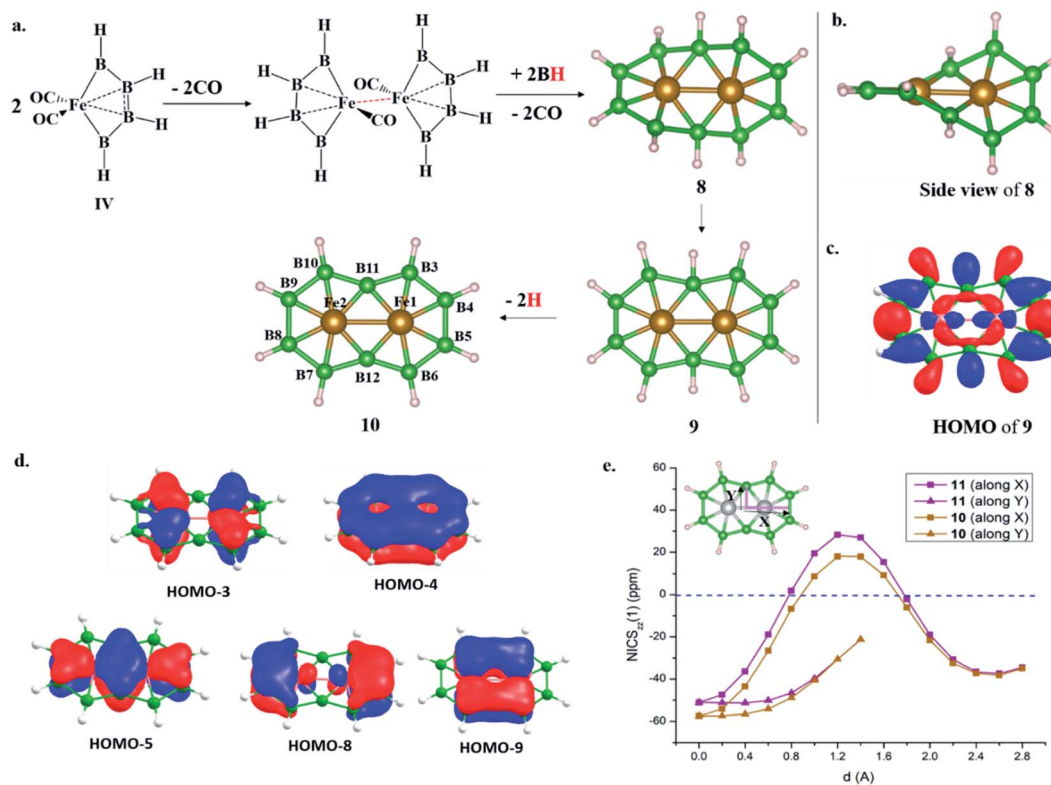 a.
2
OC
OC
Fe
H
B
B
H
B
H
B
H
IV
- 2CO
H
B
B
H
B
H
B
H
Fe
CO
OC
Fe
H
B
B
H
B
H
B
H
+ 2BH
- 2CO
8
b.
Side view of 8
B10
B11
B3
B9
B4
Fe2
Fe1
B8
B5
B7
B12
B6
10
- 2H
9
c.
HOMO of 9
d.
HOMO-3
HOMO-4
HOMO-5
HOMO-8
HOMO-9
e.
NICSzz(1) (ppm)
60
40
20
0
-20
-40
-60
Y
X
11 (along X)
11 (along Y)
10 (along X)
10 (along Y)
0.0 0.4 0.8 1.2 1.6 2.0 2.4 2.8
d (A)